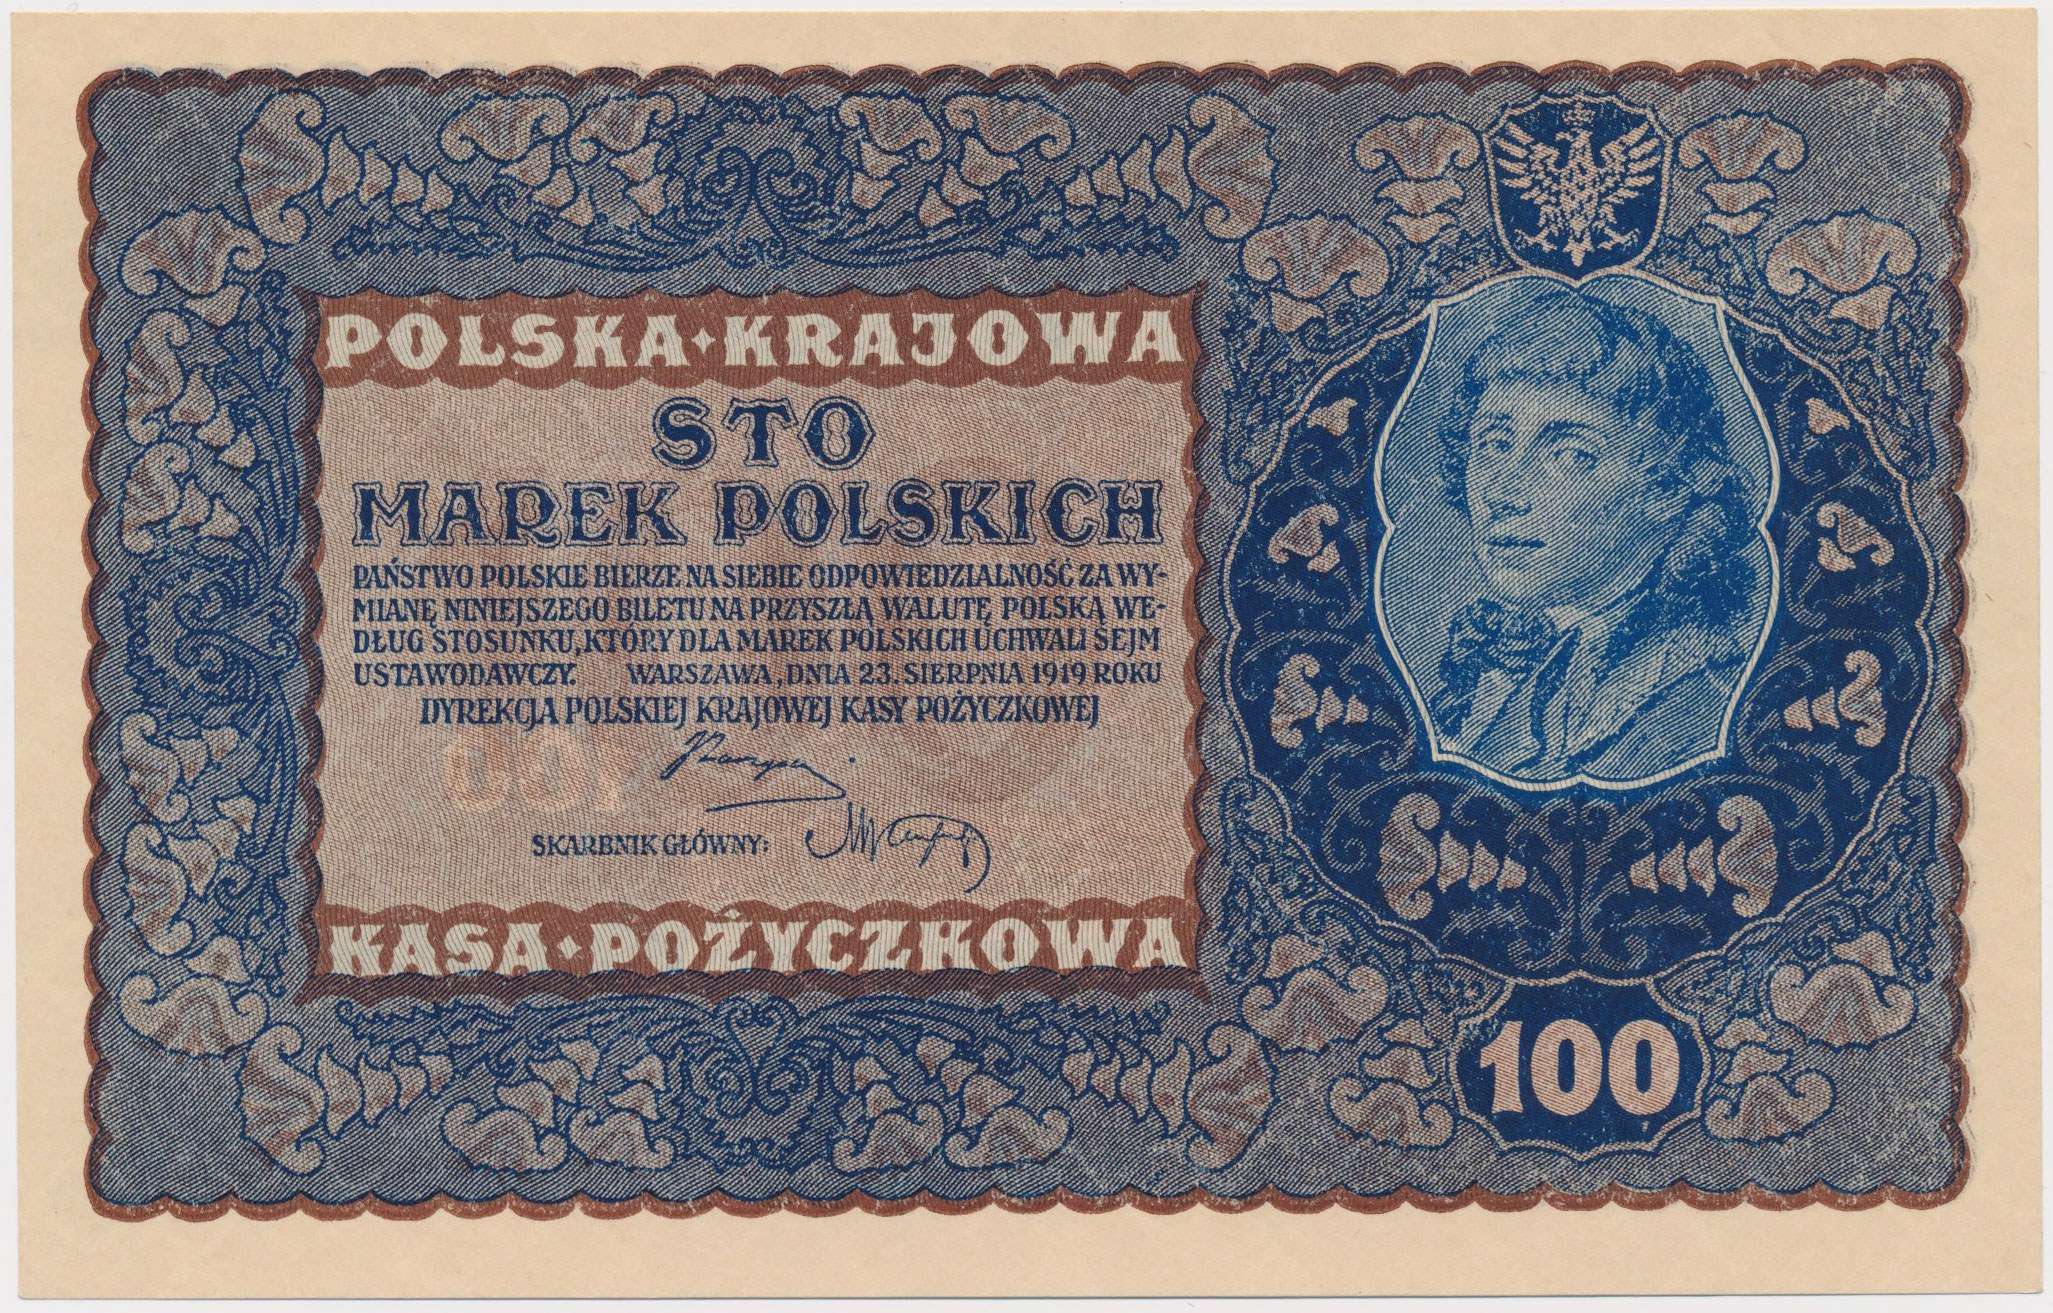 POLSKA·KRAJOWA
STO
MAREK POLSKICH
PAŃSTWO POLSKIE BIERZE NA SIEBIE ODPOWIEDZIALNOŚĆ ZA WY-
MIANĘ NINIEJSZEGO BILETU NA PRZYSZŁĄ WALUTĘ POLSKĄ WE-
DŁUG STOSUNKU, KTÓRY DLA MAREK POLSKICH UCHWALI SEJM
USTAWODAWCZY. WARSZAWA, DNIA 23. SIERPNIA 1919 ROKU
DYREKCJA POLSKIEJ KRAJOWEJ KASY POŻYCZKOWEJ
SKARBNIK GŁÓWNY:
KASA·POŻYCZKOWA
100